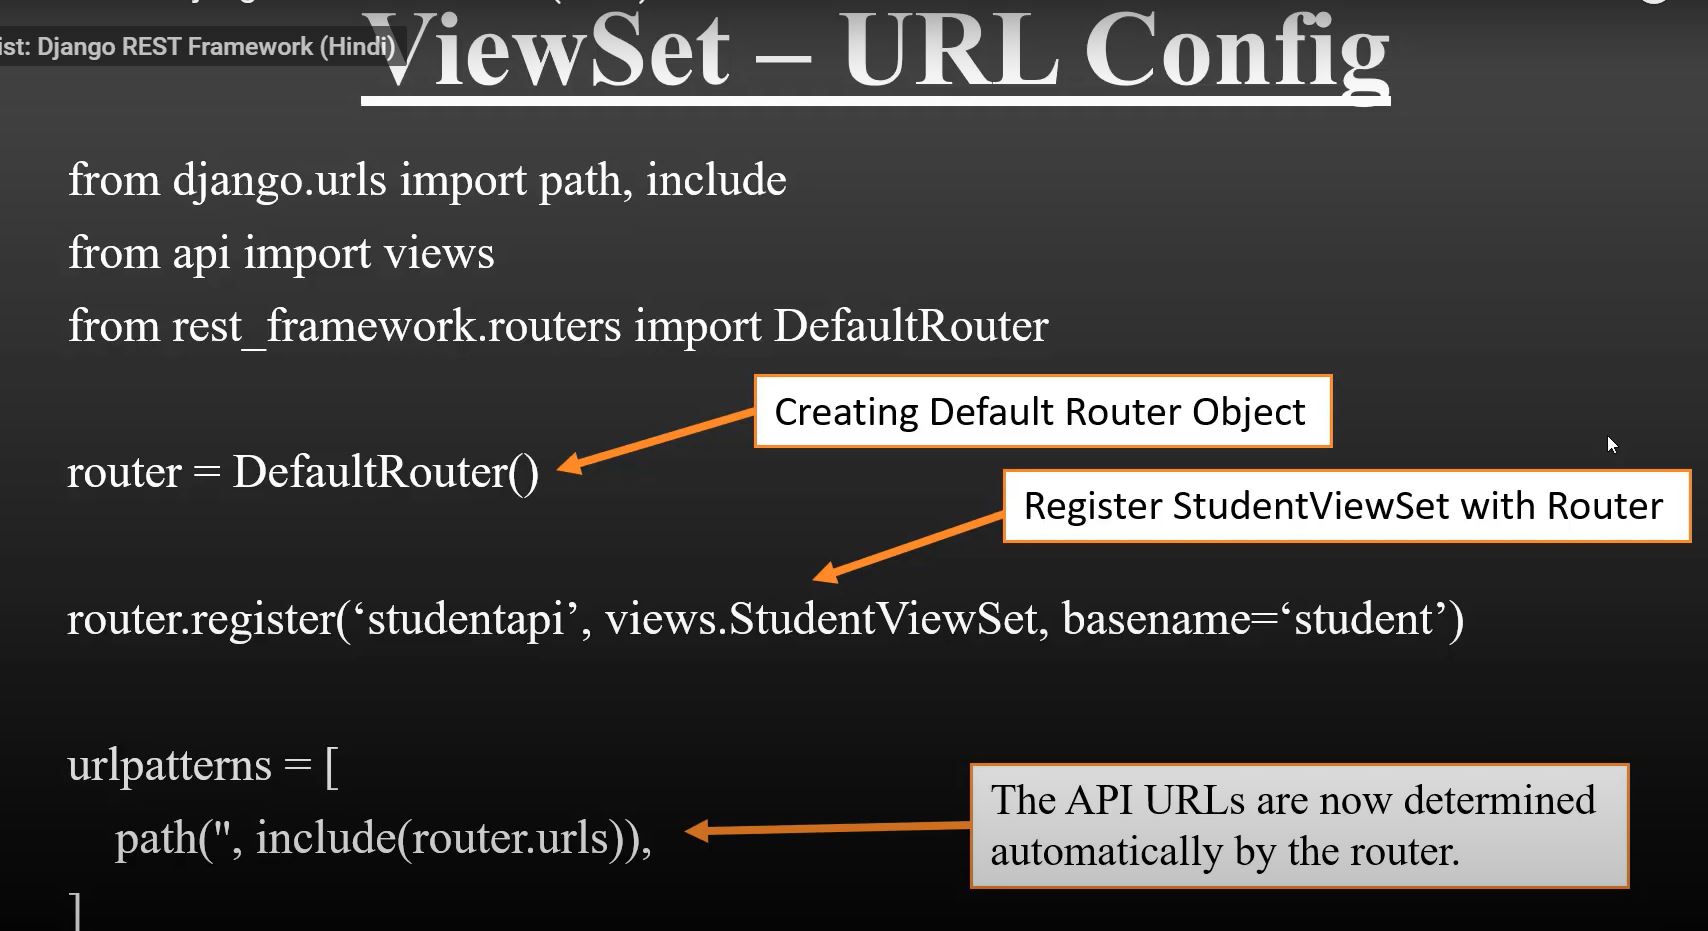 ist: Django REST Framework (Hindi)
ViewSet – URL Config
from django.urls import path, include
from api import views
from rest_framework.routers import DefaultRouter
Creating Default Router Object
router = DefaultRouter()
Register StudentViewSet with Router
router.register(‘studentapi’, views.StudentViewSet, basename=‘student’)
urlpatterns = [
path('', include(router.urls)),
The API URLs are now determined
automatically by the router.
]